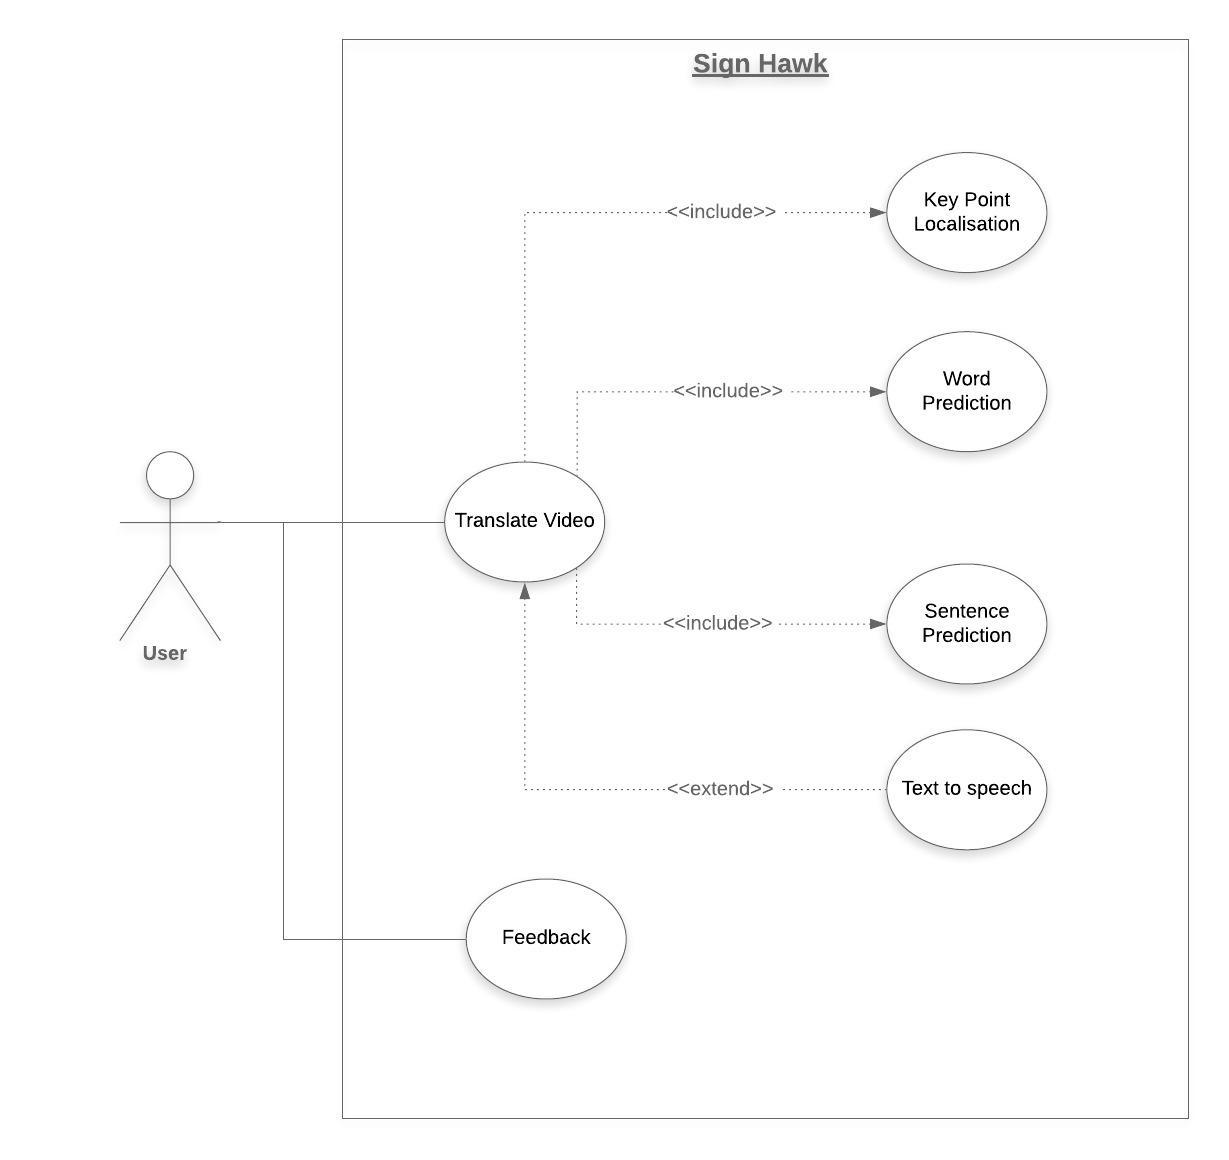 Sign Hawk
Key Point
Localisation
<<include>>
Word
Prediction
<<include>>
Translate Video
User
Sentence
Prediction
<<include>>
Text to speech
<<extend>>
Feedback